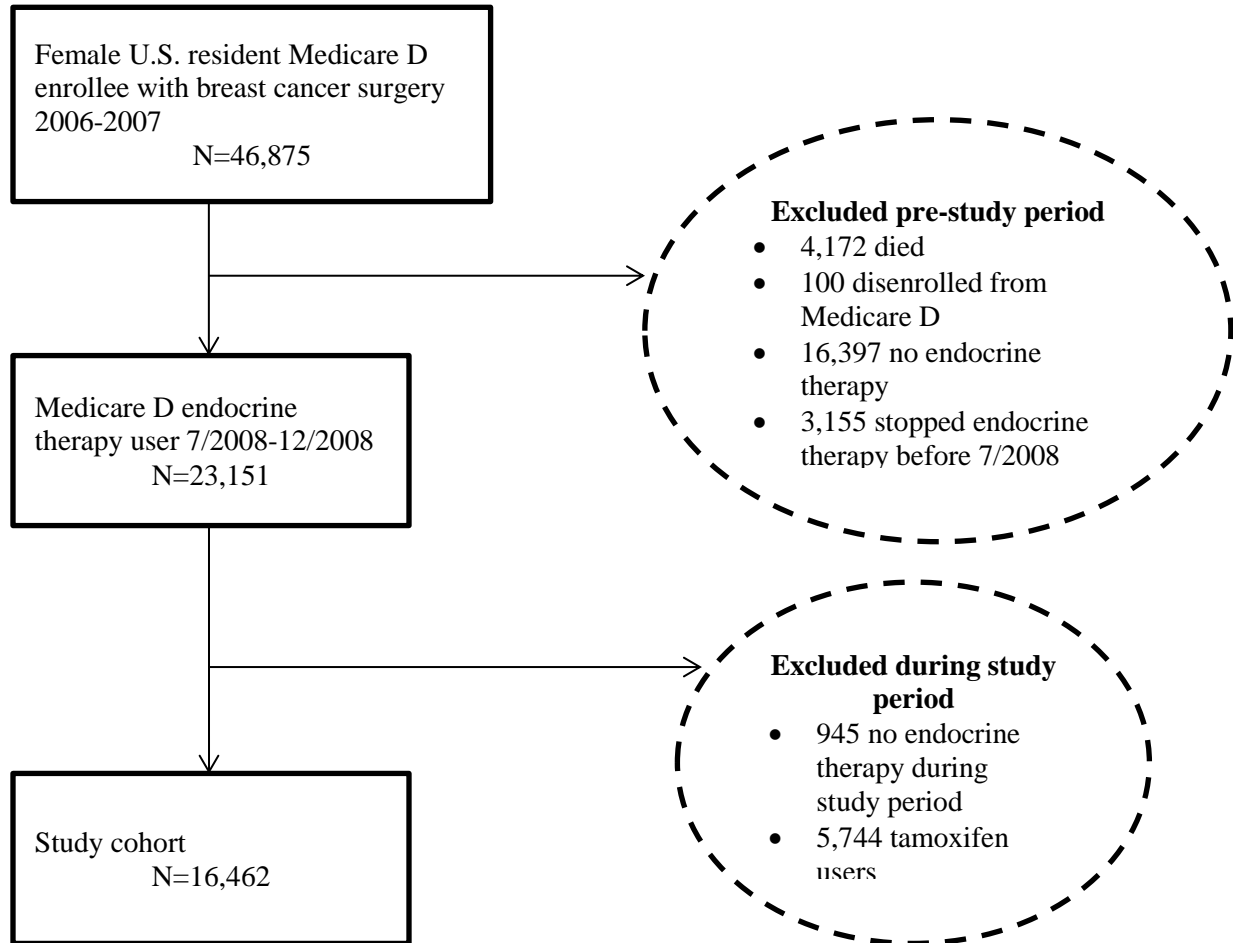 Female U.S. resident Medicare D
enrollee with breast cancer surgery
2006-2007
N=46,875
Excluded pre-study period
• 4,172 died
• 100 disenrolled from
Medicare D
• 16,397 no endocrine
therapy
• 3,155 stopped endocrine
therapy before 7/2008
Medicare D endocrine
therapy user 7/2008-12/2008
N=23,151
Excluded during study
period
• 945 no endocrine
therapy during
study period
• 5,744 tamoxifen
users
Study cohort
N=16,462